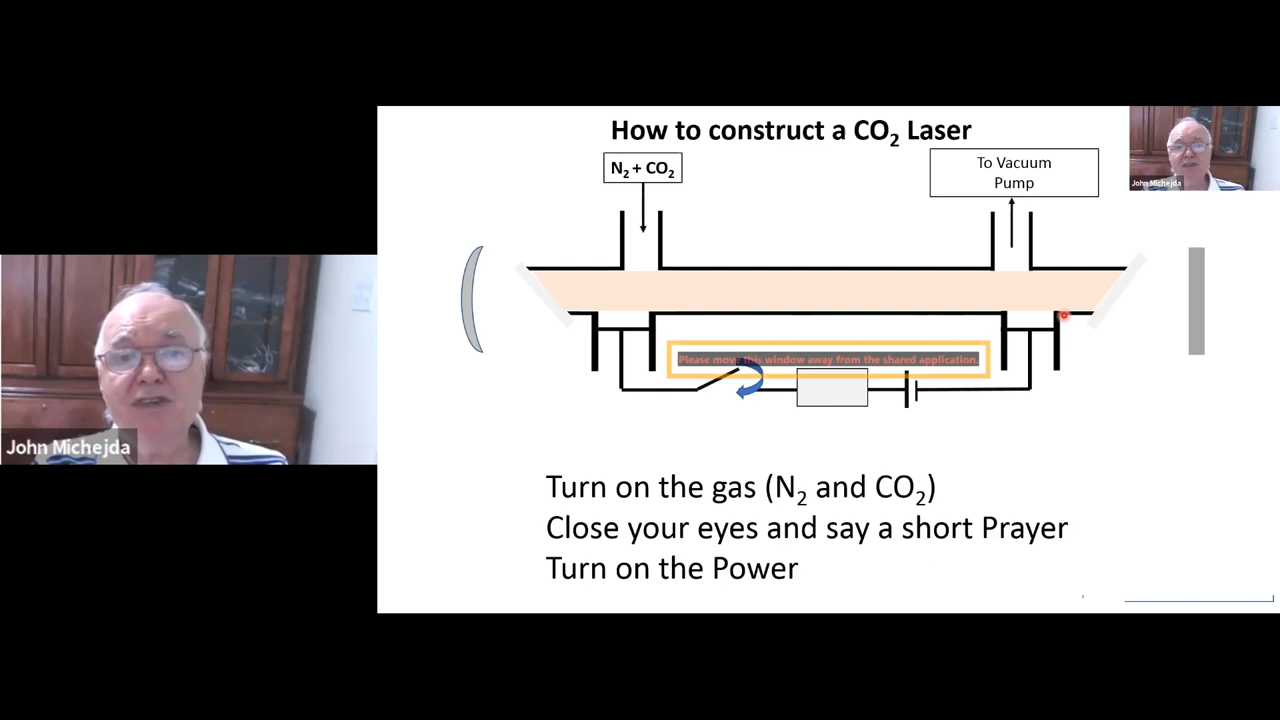 How to construct a CO₂ Laser
N₂ + CO₂
To Vacuum
Pump
John Michejda
Please move this window away from the shared application.
John Michejda
Turn on the gas (N₂ and CO₂)
Close your eyes and say a short Prayer
Turn on the Power